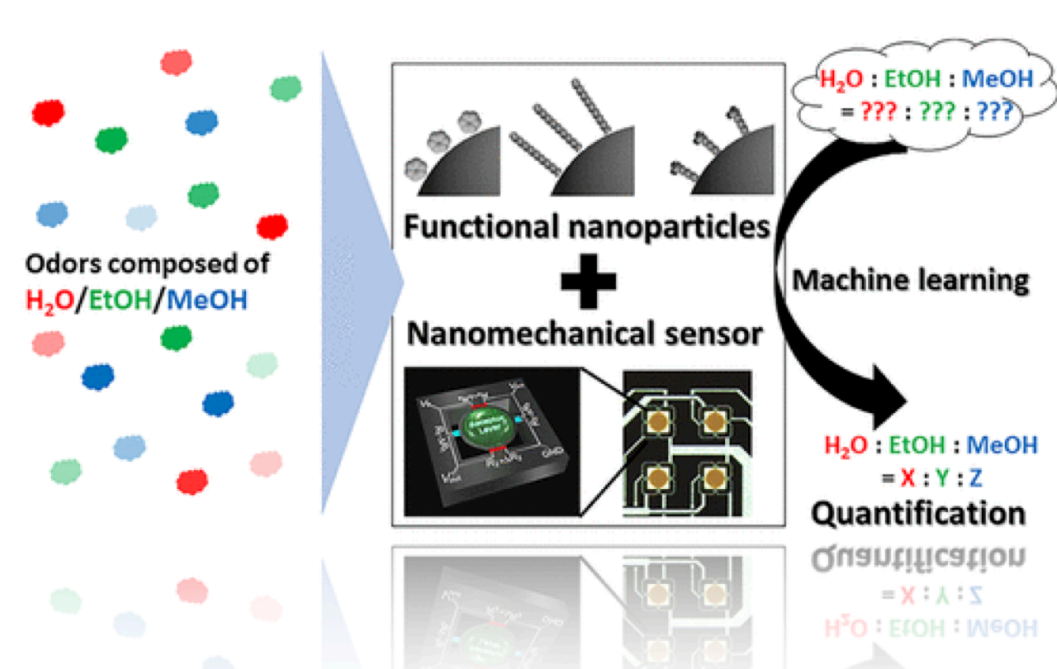 Odors composed of
H₂O/EtOH/MeOH
Functional nanoparticles
Nanomechanical sensor
GND
H₂O : EtOH : MeOH
= ??? : ??? : ???
Machine learning
H₂O : EtOH : MeOH
= X : Y : Z
Quantification